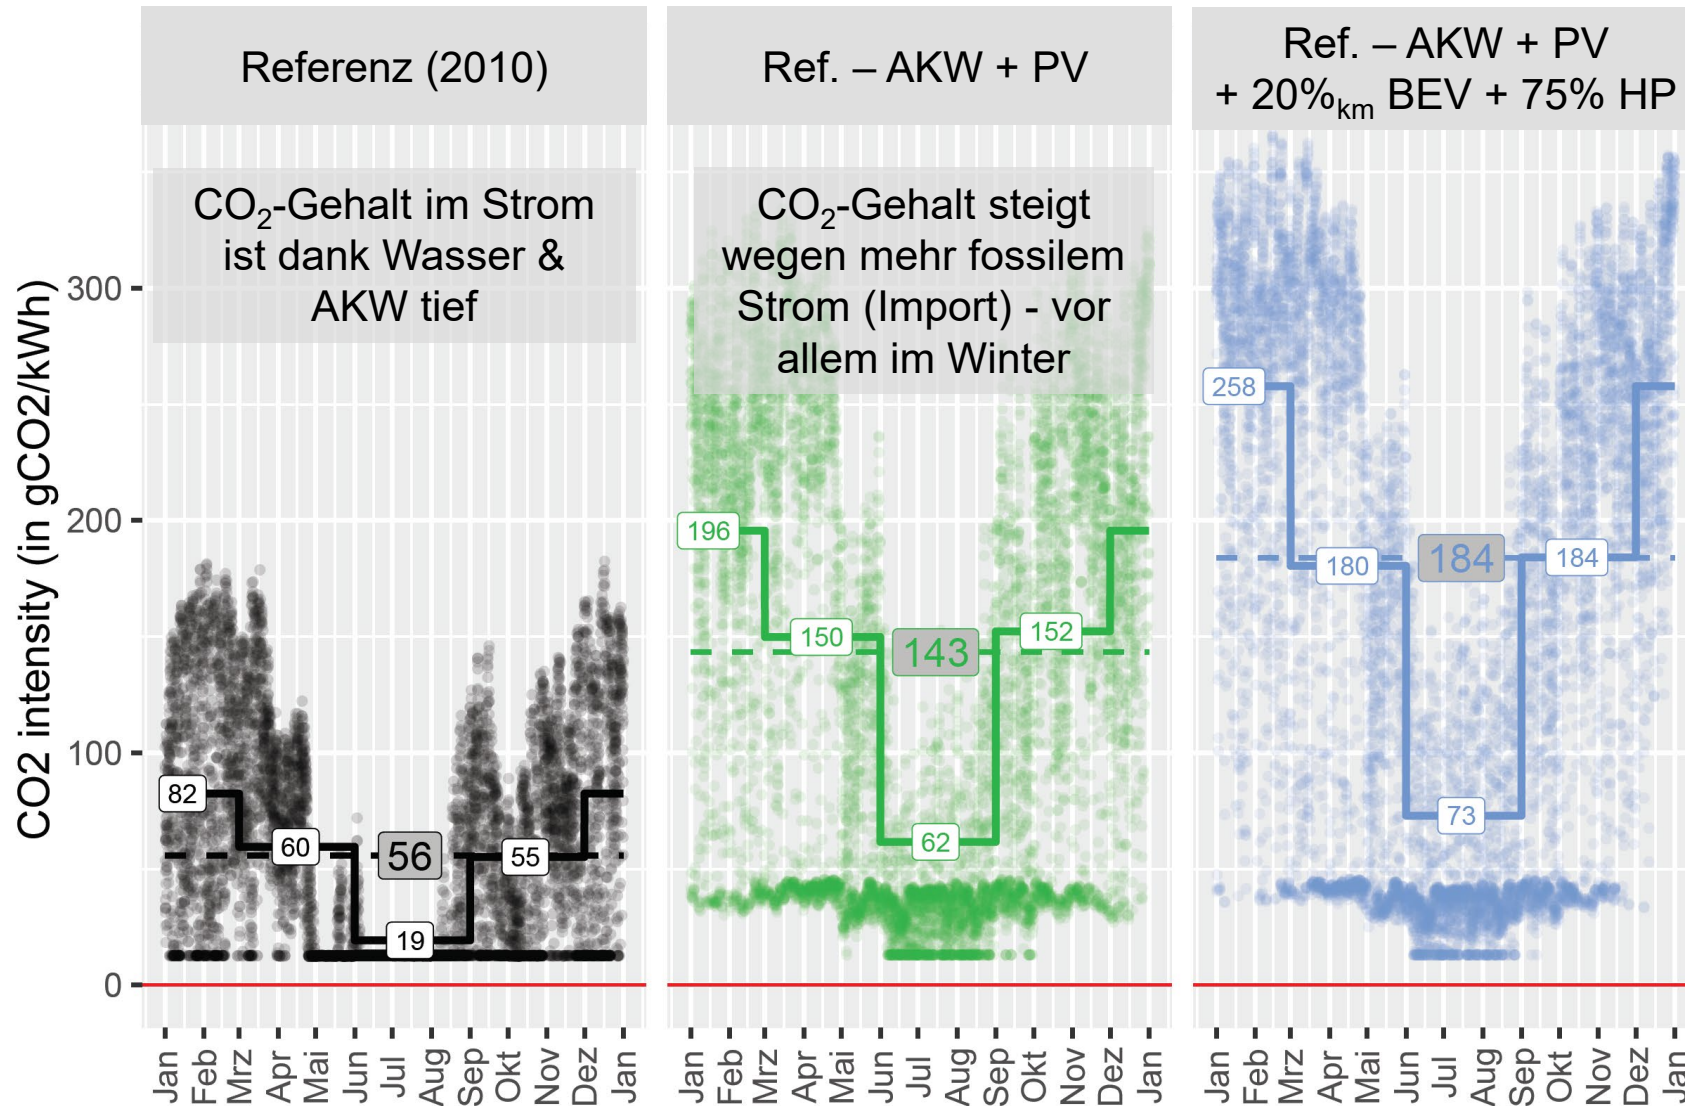 Referenz (2010)
Ref. – AKW + PV
Ref. – AKW + PV
+ 20%km BEV + 75% HP
CO2-Gehalt im Strom
ist dank Wasser &
AKW tief
CO2-Gehalt steigt
wegen mehr fossilem
Strom (Import) - vor
allem im Winter
CO2 intensity (in gCO2/kWh)
300
200
100
0
82
60
56
19
55
196
150
143
62
152
258
180
184
73
184
Jan Feb Mrz Apr Mai Jun Jul Aug Sep Okt Nov Dez Jan
Jan Feb Mrz Apr Mai Jun Jul Aug Sep Okt Nov Dez Jan
Jan Feb Mrz Apr Mai Jun Jul Aug Sep Okt Nov Dez Jan